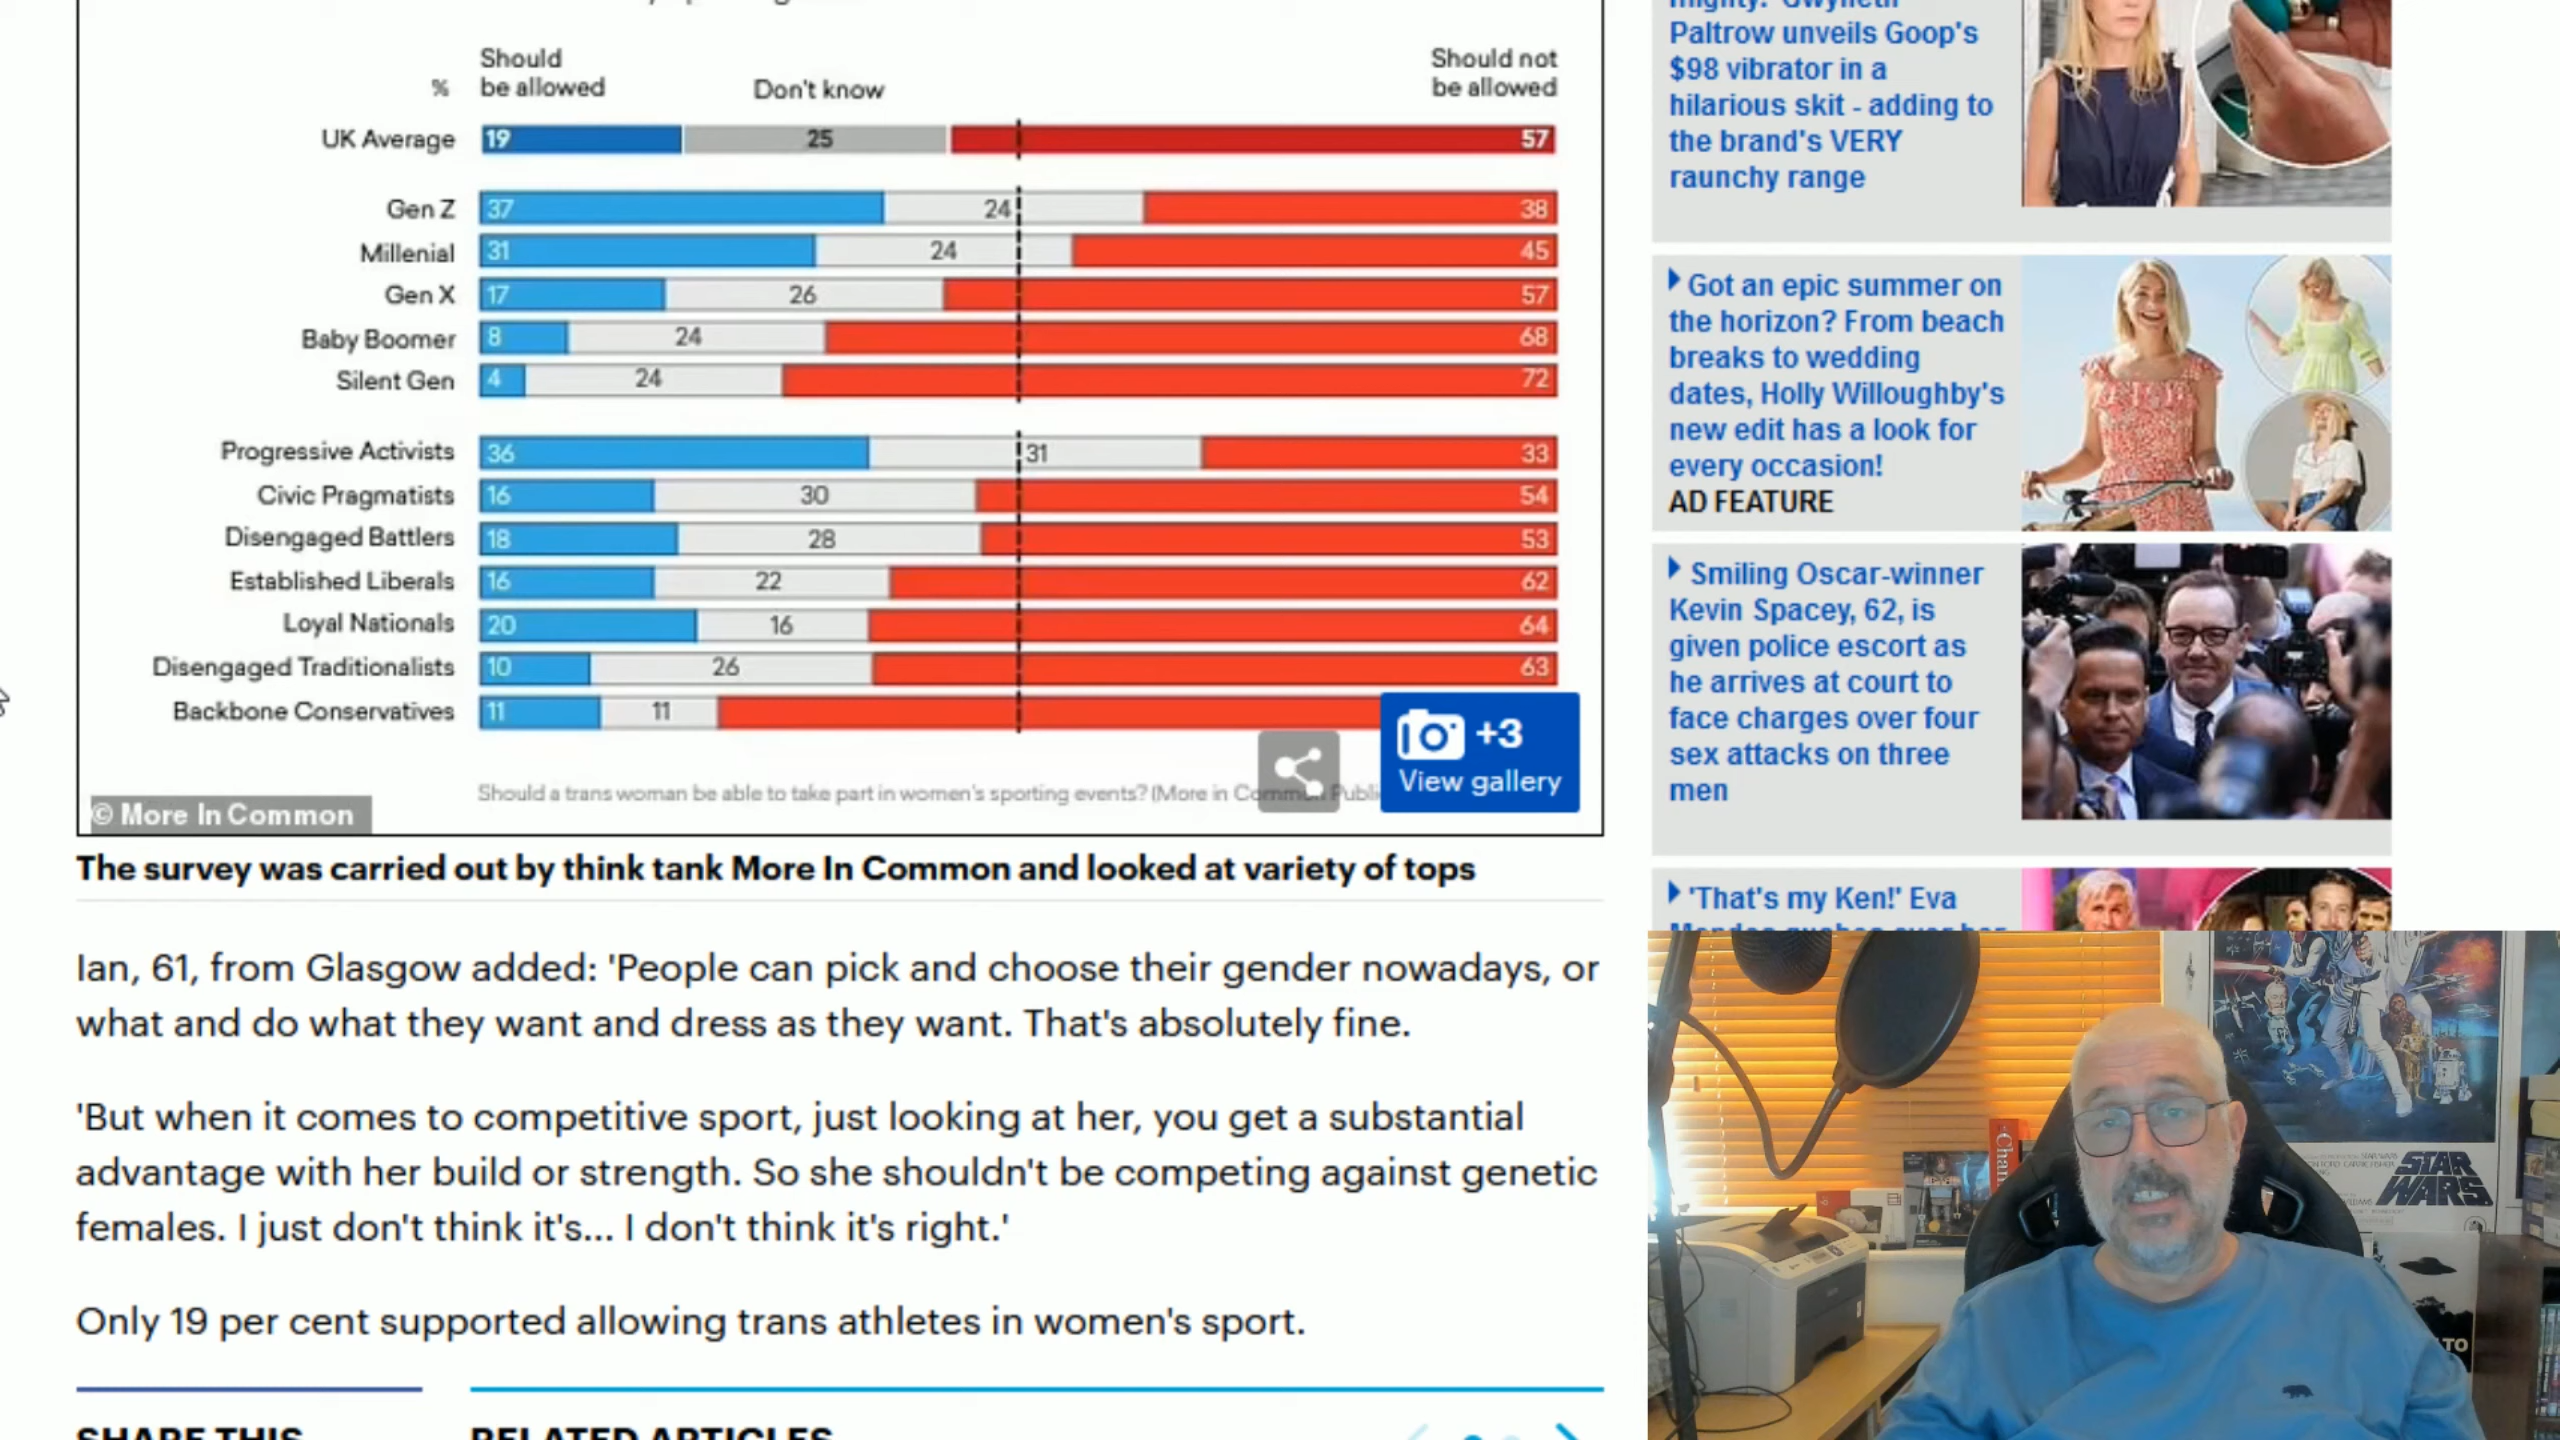 Should
be allowed
%
Don't know
Should not
be allowed
UK Average 19 25 57
Gen Z 37 24 38
Millenial 31 24 45
Gen X 17 26 57
Baby Boomer 8 24 68
Silent Gen 4 24 72
Progressive Activists 36 31 33
Civic Pragmatists 16 30 54
Disengaged Battlers 18 28 53
Established Liberals 16 22 62
Loyal Nationals 20 16 64
Disengaged Traditionalists 10 26 63
Backbone Conservatives 11 11
+3
View gallery
Should a trans woman be able to take part in women's sporting events? (More in Common Publi
© More In Common
The survey was carried out by think tank More In Common and looked at variety of tops
Ian, 61, from Glasgow added: 'People can pick and choose their gender nowadays, or
what and do what they want and dress as they want. That's absolutely fine.
'But when it comes to competitive sport, just looking at her, you get a substantial
advantage with her build or strength. So she shouldn't be competing against genetic
females. I just don't think it's... I don't think it's right.'
Only 19 per cent supported allowing trans athletes in women's sport.
SHARE THIS
RELATED ARTICLES
mighty!' Gwyneth
Paltrow unveils Goop's
$98 vibrator in a
hilarious skit - adding to
the brand's VERY
raunchy range
Got an epic summer on
the horizon? From beach
breaks to wedding
dates, Holly Willoughby's
new edit has a look for
every occasion!
AD FEATURE
Smiling Oscar-winner
Kevin Spacey, 62, is
given police escort as
he arrives at court to
face charges over four
sex attacks on three
men
'That's my Ken!' Eva
Mendes gushes over her
STAR
WARS
TO